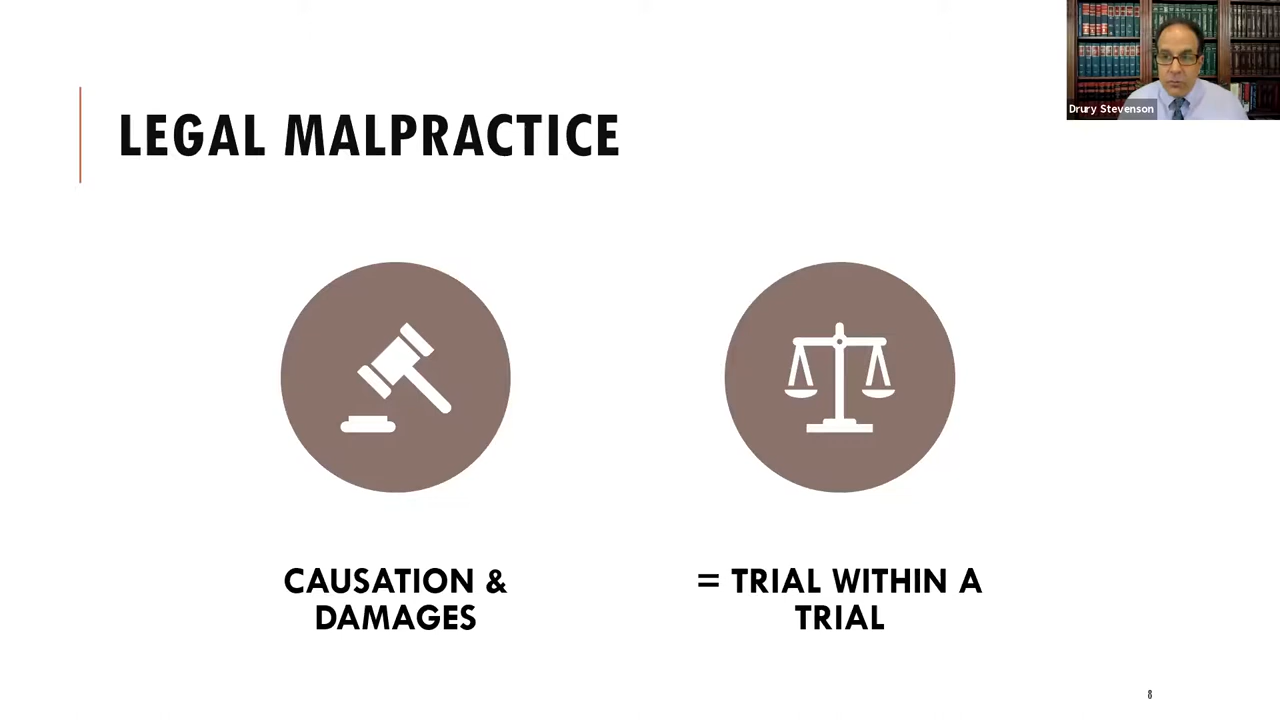 LEGAL MALPRACTICE
Drury Stevenson
CAUSATION &
DAMAGES
= TRIAL WITHIN A
TRIAL
8